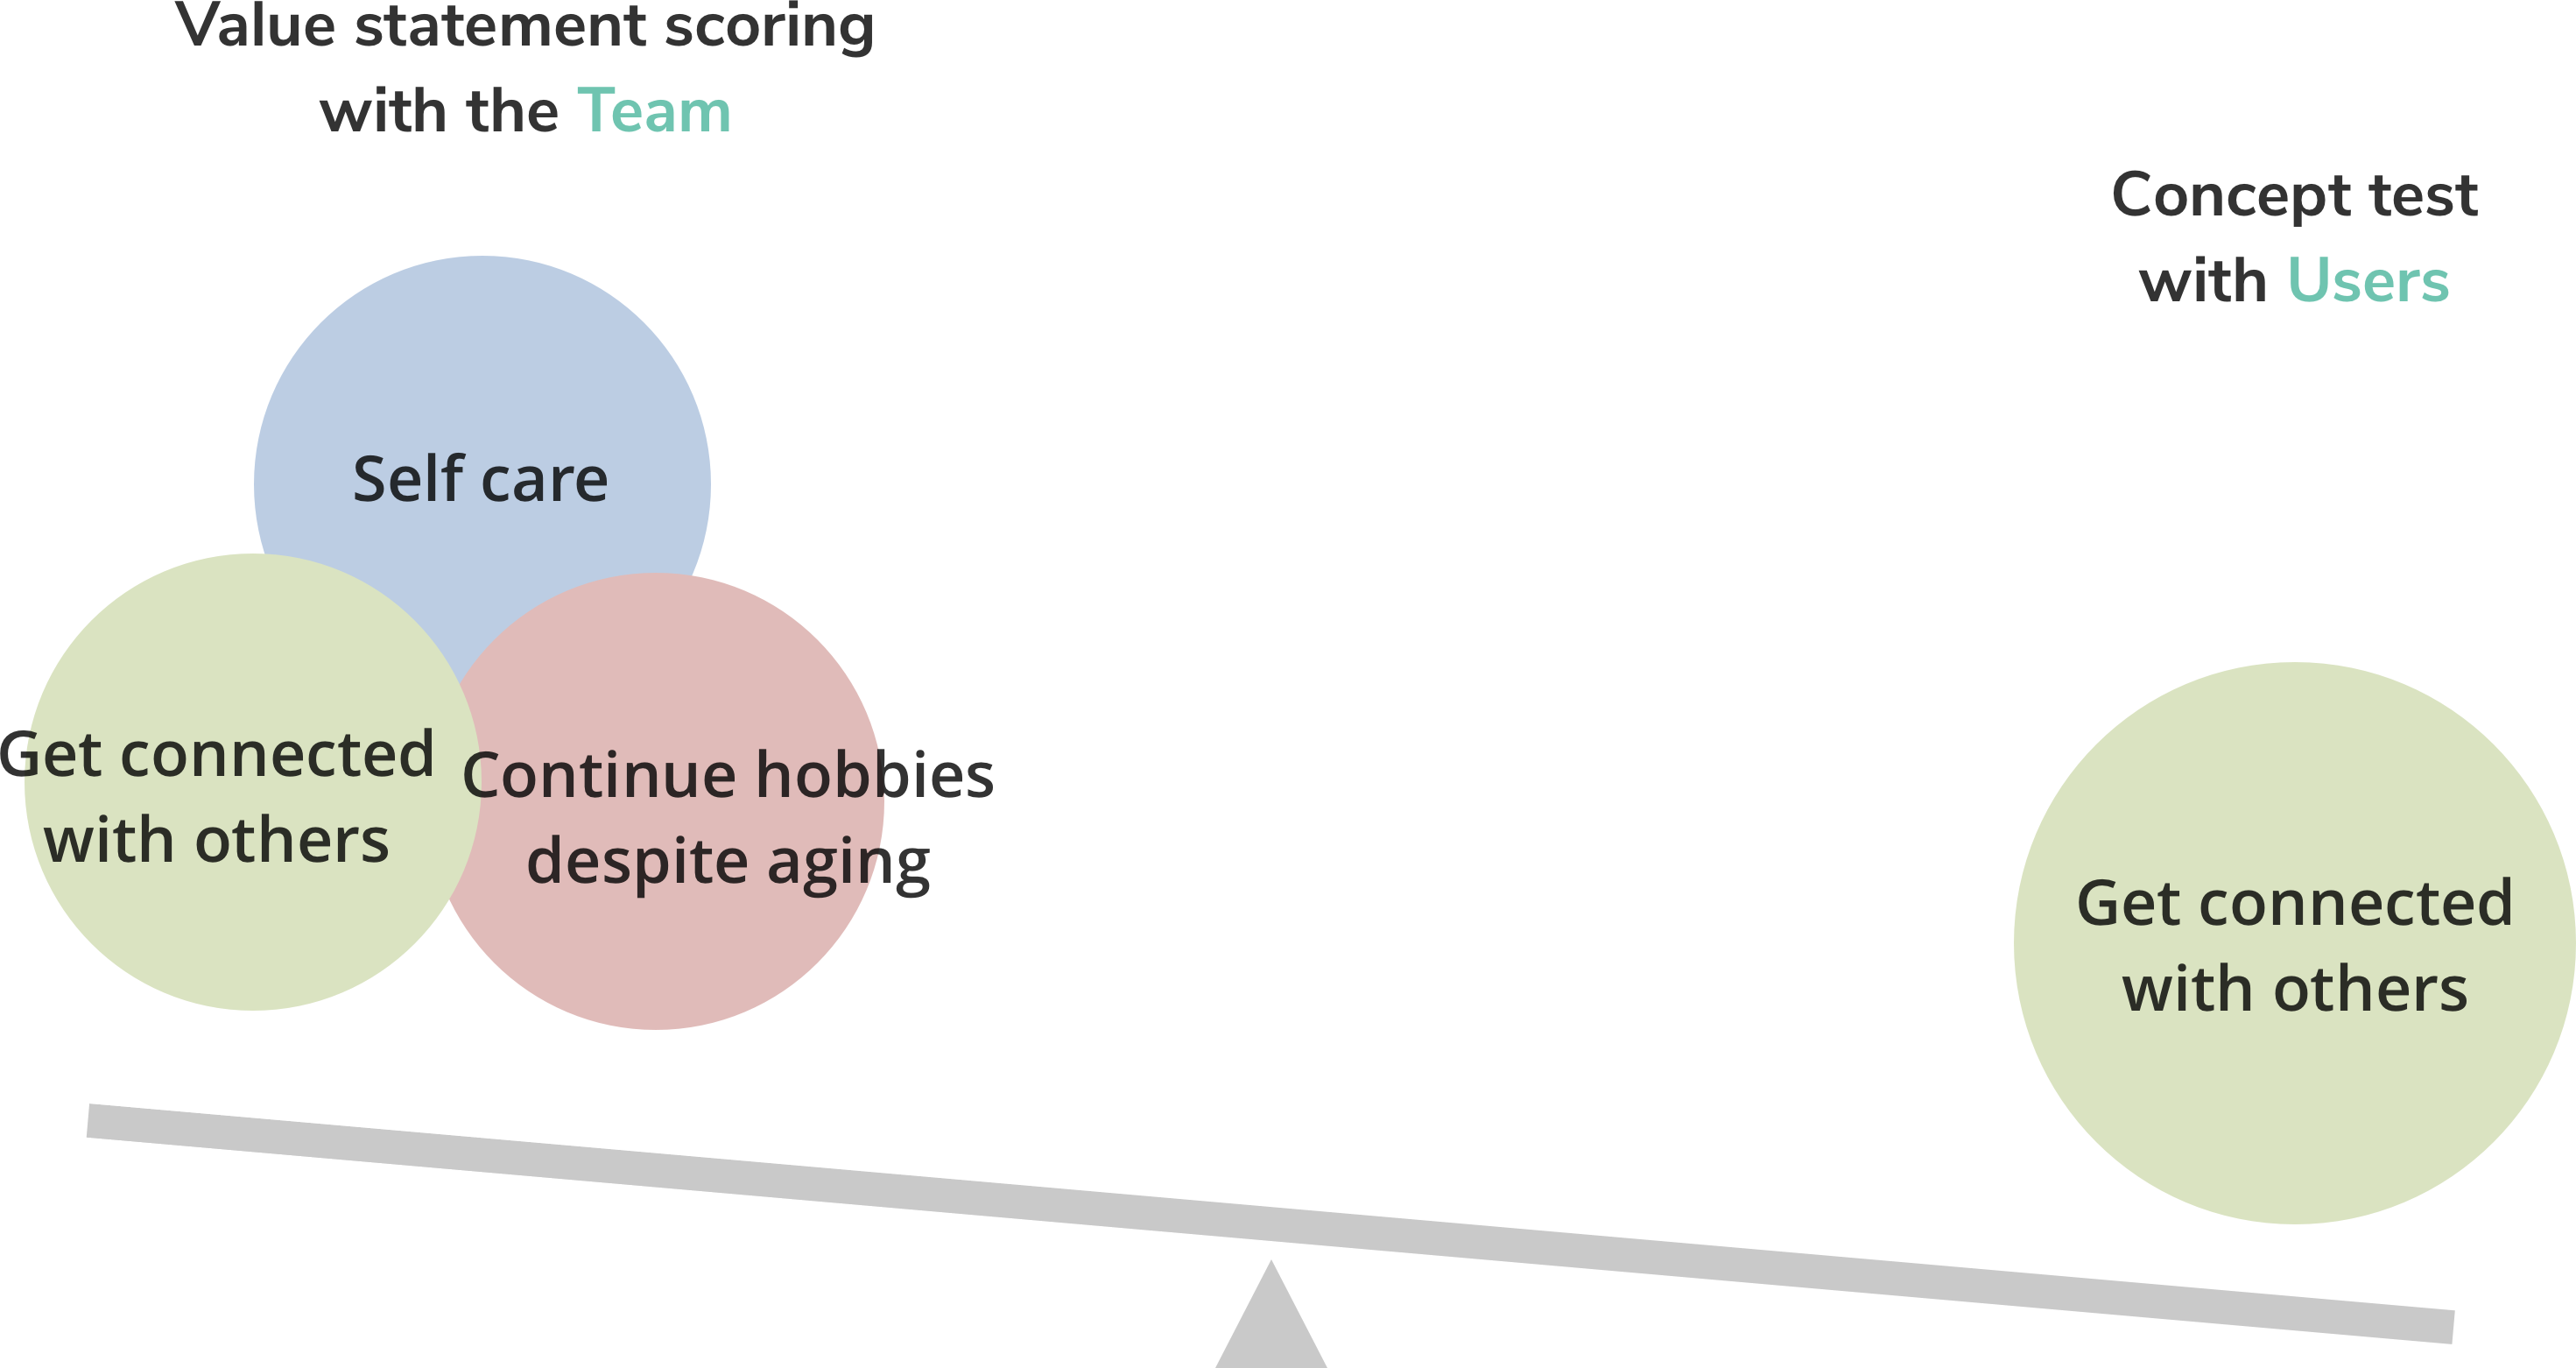 Value statement scoring
with the Team
Concept test
with Users
Self care
Get connected
with others
Continue hobbies
despite aging
Get connected
with others